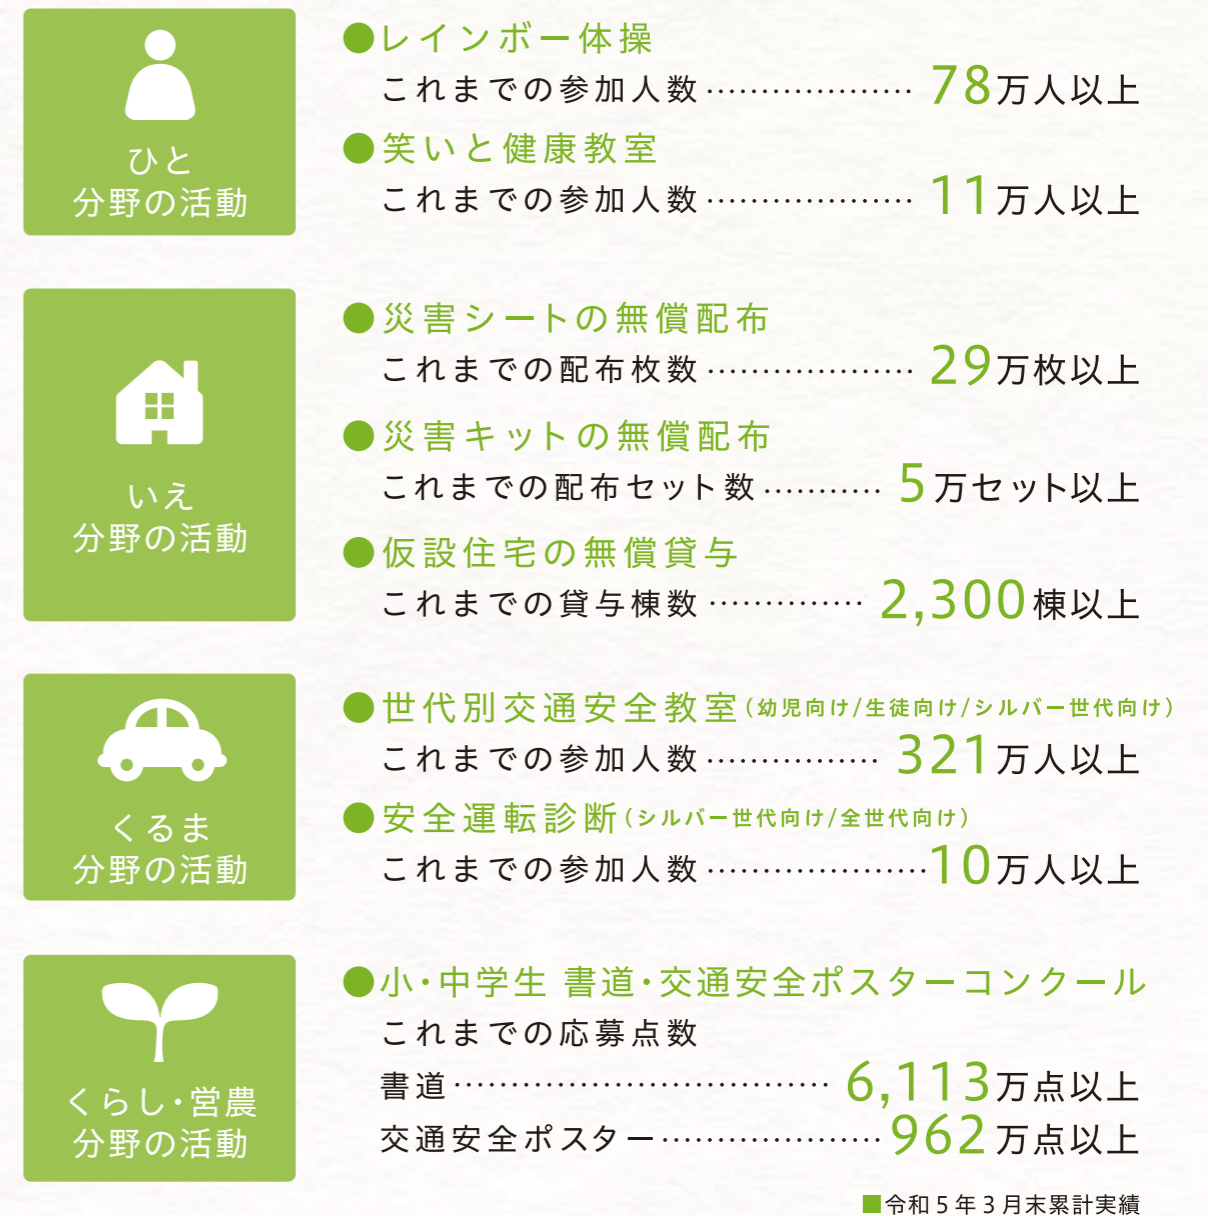 ひと
分野の活動
●レインボー体操
これまでの参加人数 ………………… 78万人以上
●笑いと健康教室
これまでの参加人数 ………………… 11万人以上
いえ
分野の活動
●災害シートの無償配布
これまでの配布枚数 ………………… 29万枚以上
●災害キットの無償配布
これまでの配布セット数 ………… 5万セット以上
●仮設住宅の無償貸与
これまでの貸与棟数 …………… 2,300棟以上
くるま
分野の活動
●世代別交通安全教室(幼児向け/生徒向け/シルバー世代向け)
これまでの参加人数 ……………… 321万人以上
●安全運転診断(シルバー世代向け/全世代向け)
これまでの参加人数 …………………10万人以上
くらし・営農
分野の活動
●小・中学生 書道・交通安全ポスターコンクール
これまでの応募点数
書道 ……………………………… 6,113万点以上
交通安全ポスター …………………962万点以上
■令和5年3月末累計実績